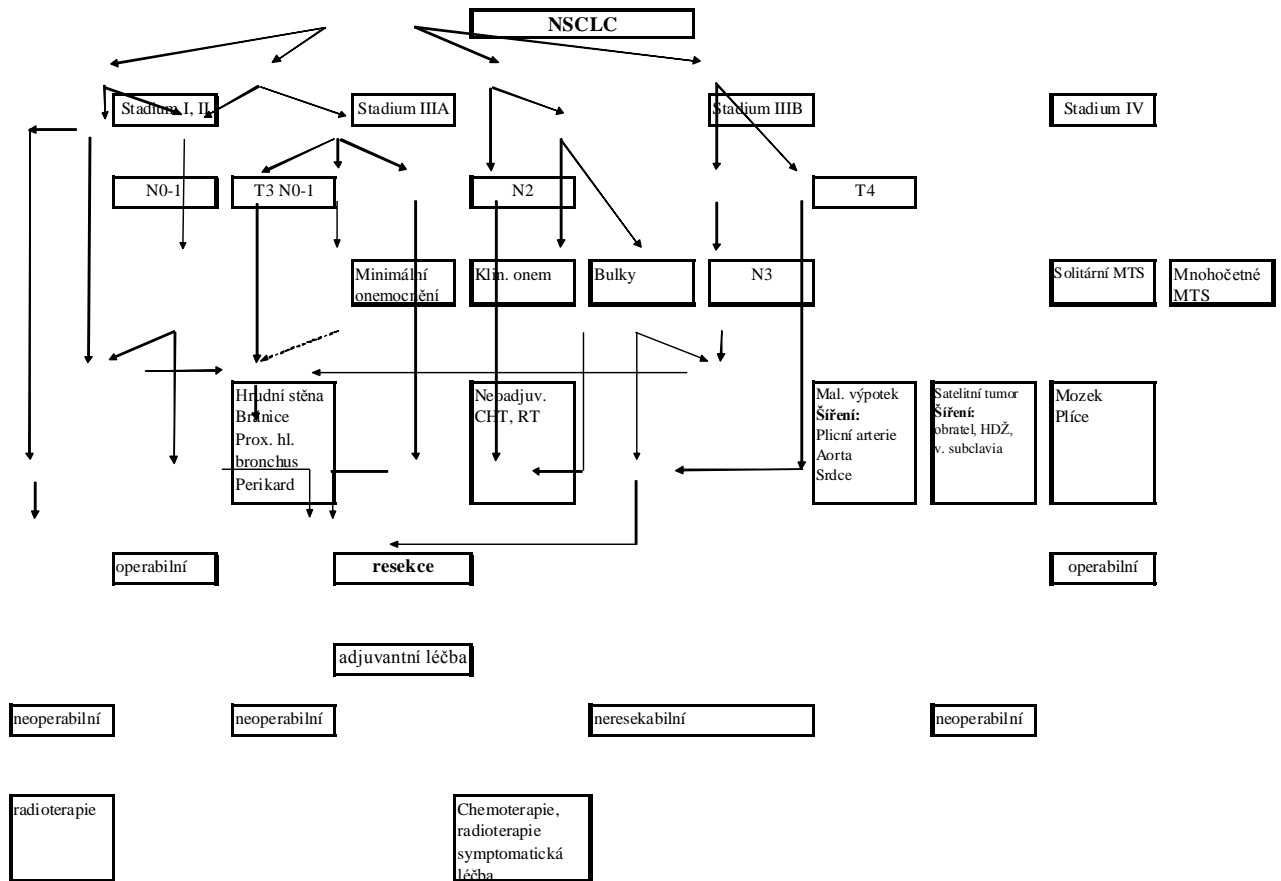 NSCLC
Stadium I, II
Stadium IIIA
Stadium IIIB
Stadium IV
N0-1
T3 N0-1
N2
T4
Minimální
onemocnění
Klin. onem
Bulky
N3
Solitární MTS
Mnohočetné
MTS
Hrudní stěna
Bránice
Prox. hl.
bronchus
Perikard
Neoadjuv.
CHT, RT
Mal. výpotek
Šíření:
Plicní arterie
Aorta
Srdce
Satelitní tumor
Šíření:
obratel, HDŽ,
v. subclavia
Mozek
Plíce
operabilní
resekce
operabilní
adjuvantní léčba
neoperabilní
neoperabilní
neresekabilní
neoperabilní
radioterapie
Chemoterapie,
radioterapie
symptomatická
léčba